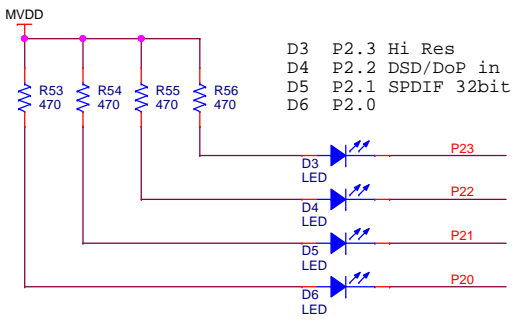 MVDD
R53 R54 R55 R56
470 470 470 470
D3 P2.3 Hi Res
D4 P2.2 DSD/DoP in
D5 P2.1 SPDIF 32bit
D6 P2.0
D3
LED
P23
D4
LED
P22
D5
LED
P21
D6
LED
P20